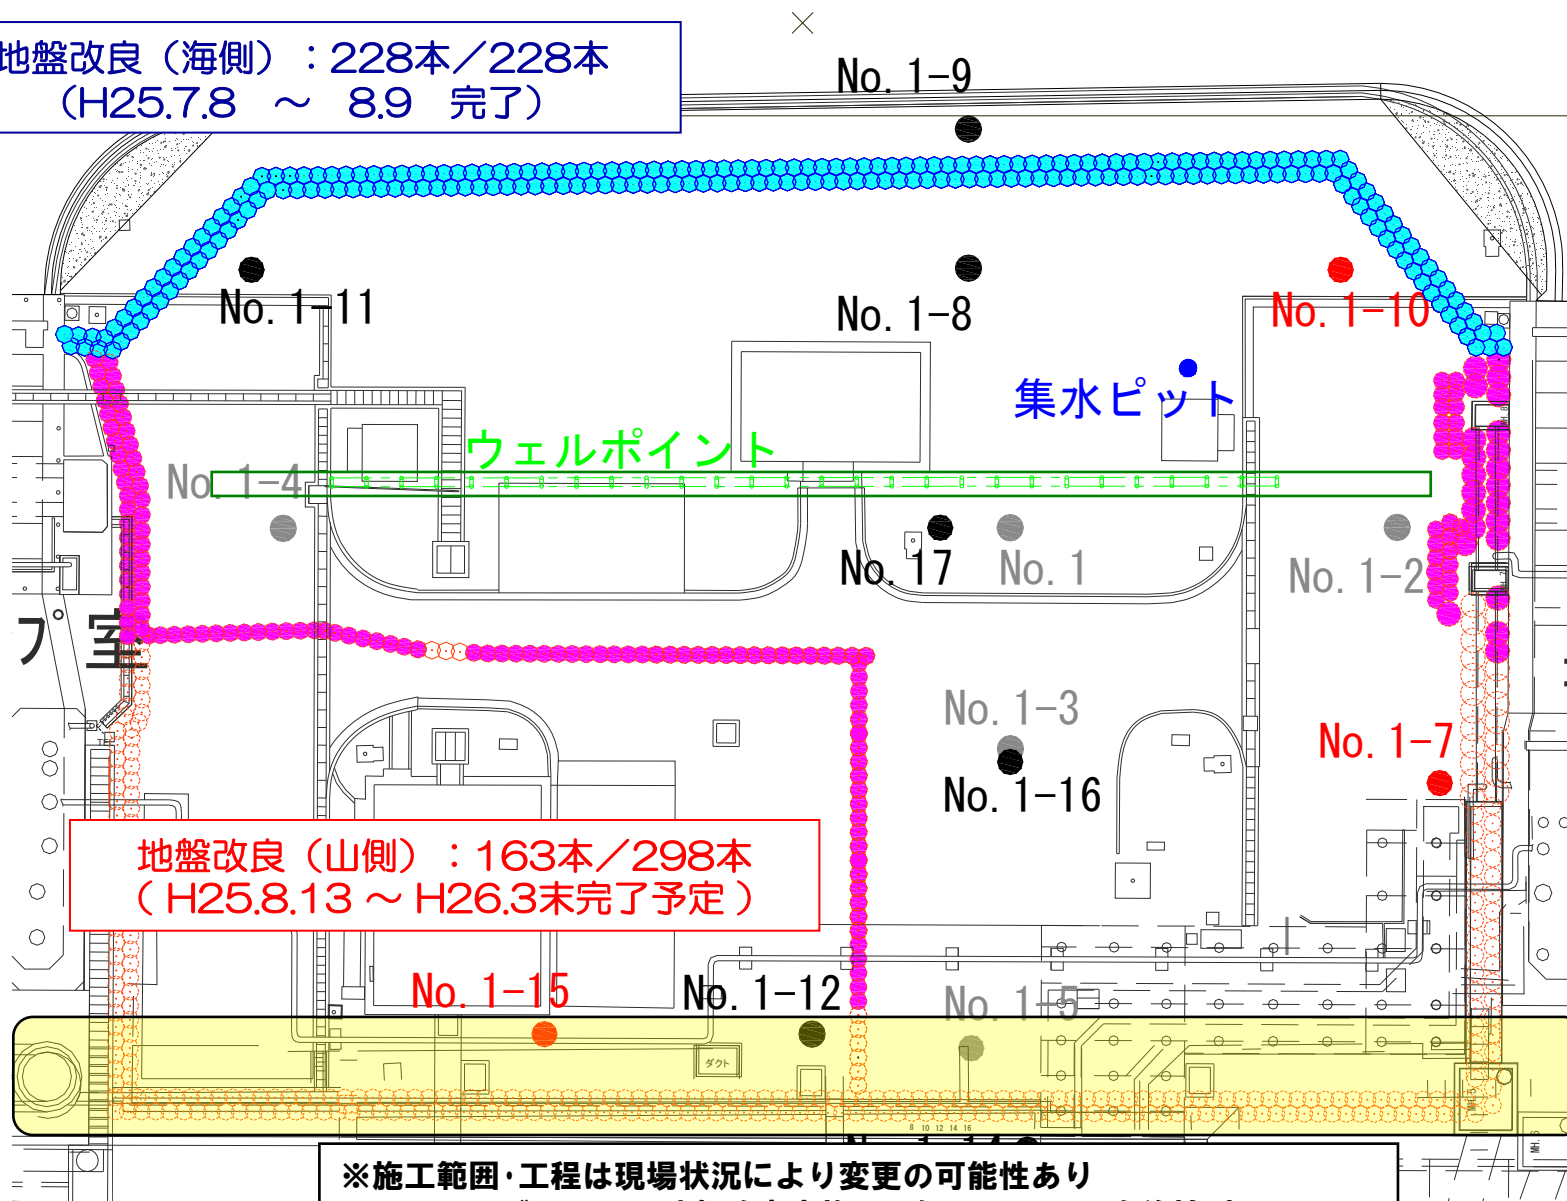 地盤改良（海側）：228本／228本
（H25.7.8　～　8.9　完了）
No. 1-9
No. 1-11
No. 1-8
No. 1-10
集水ピット
ウェルポイント
No. 1-4
No. 17
No. 1
No. 1-2
室
No. 1-3
No. 1-7
No. 1-16
地盤改良（山側）：163本／298本
（ H25.8.13 ～ H26.3末完了予定 ）
No. 1-15
No. 1-12
No. 1-5
ダクト
8 10 12 14 16
※施工範囲･工程は現場状況により変更の可能性あり